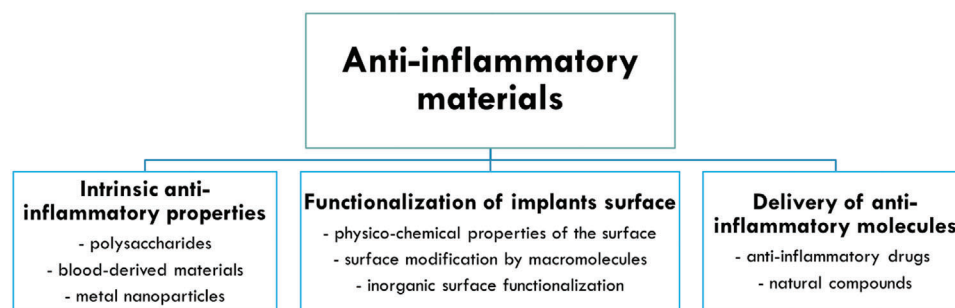 Anti-inflammatory
materials
Intrinsic anti-
inflammatory properties
- polysaccharides
- blood-derived materials
- metal nanoparticles
Functionalization of implants surface
- physico-chemical properties of the surface
- surface modification by macromolecules
- inorganic surface functionalization
Delivery of anti-
inflammatory molecules
- anti-inflammatory drugs
- natural compounds